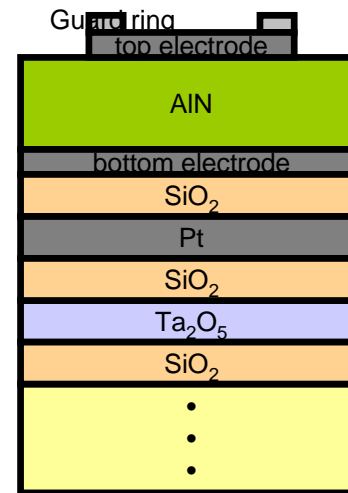 Guard ring
top electrode
AlN
bottom electrode
SiO₂
Pt
SiO₂
Ta₂O₅
SiO₂
•
•
•